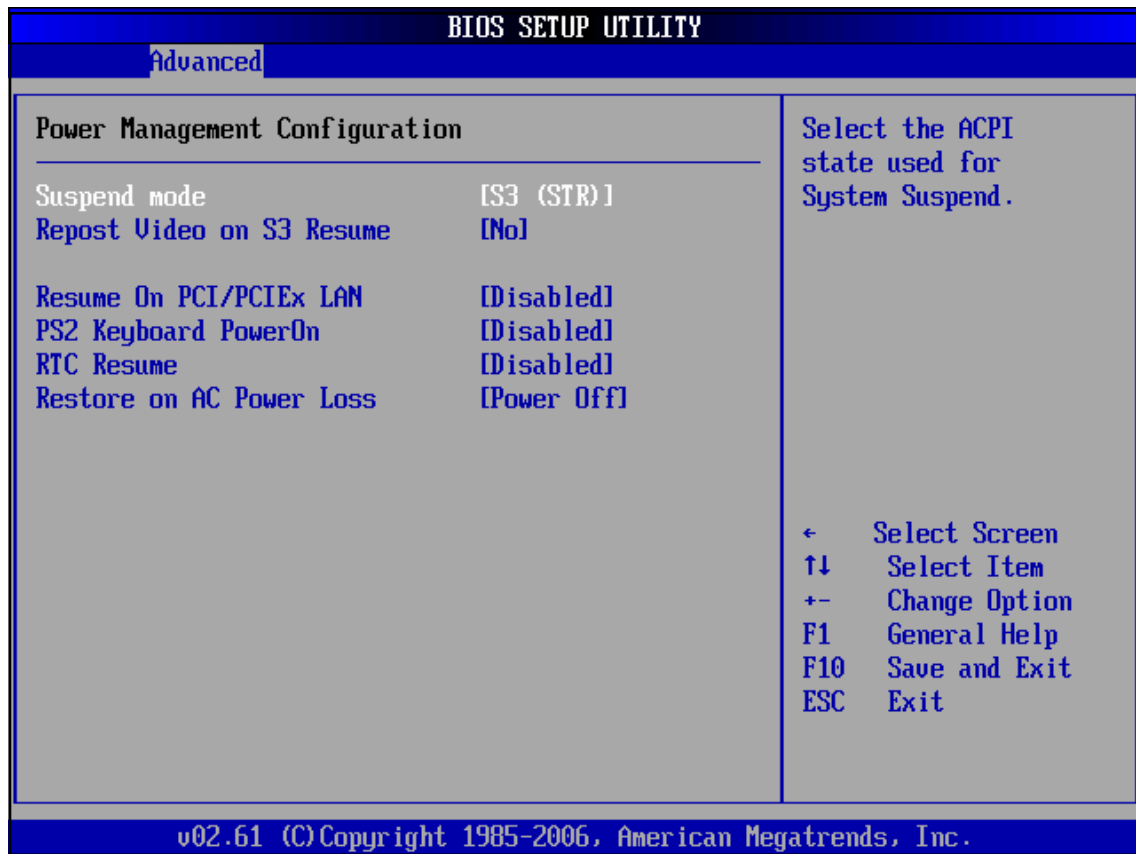 BIOS SETUP UTILITY
Advanced
Power Management Configuration
Suspend mode [S3 (STR)]
Repost Video on S3 Resume [No]
Resume On PCI/PCIEx LAN [Disabled]
PS2 Keyboard PowerOn [Disabled]
RTC Resume [Disabled]
Restore on AC Power Loss [Power Off]
Select the ACPI
state used for
System Suspend.
← Select Screen
↑↓ Select Item
+- Change Option
F1 General Help
F10 Save and Exit
ESC Exit
v02.61 (C)Copyright 1985-2006, American Megatrends, Inc.